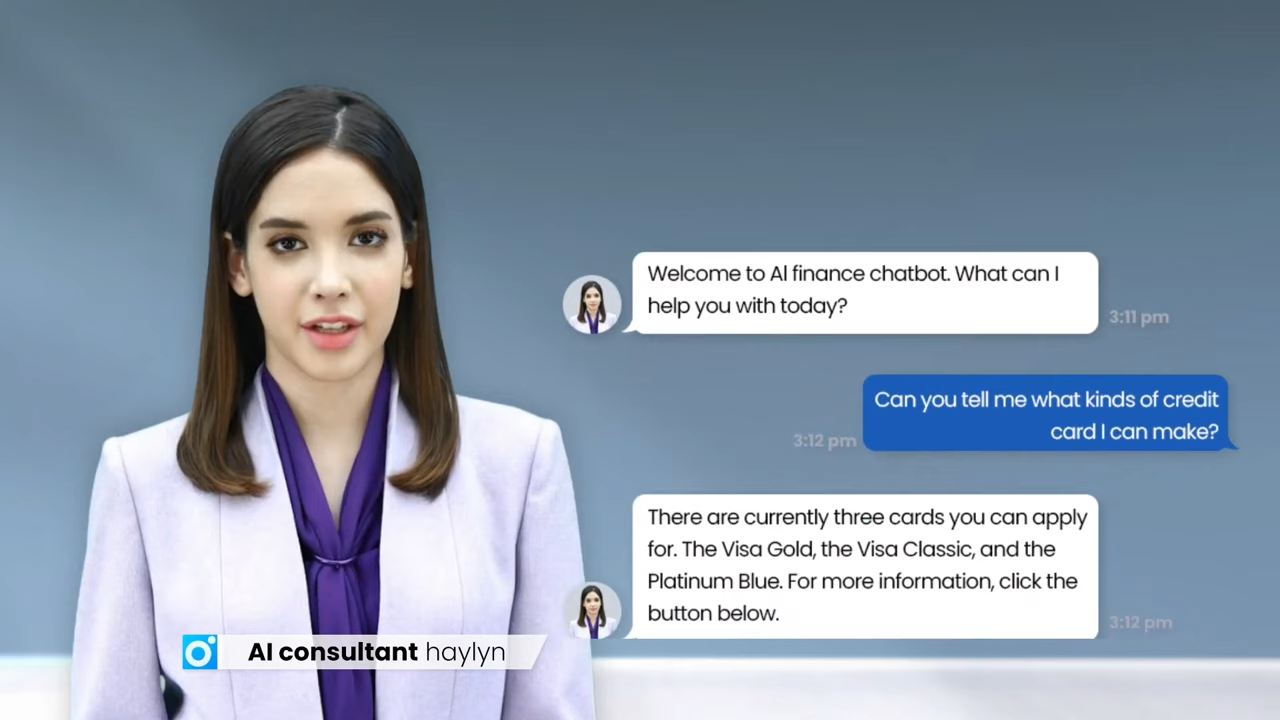 Welcome to AI finance chatbot. What can I
help you with today?
3:11 pm
Can you tell me what kinds of credit
card I can make?
3:12 pm
There are currently three cards you can apply
for. The Visa Gold, the Visa Classic, and the
Platinum Blue. For more information, click the
button below.
3:12 pm
AI consultant haylyn